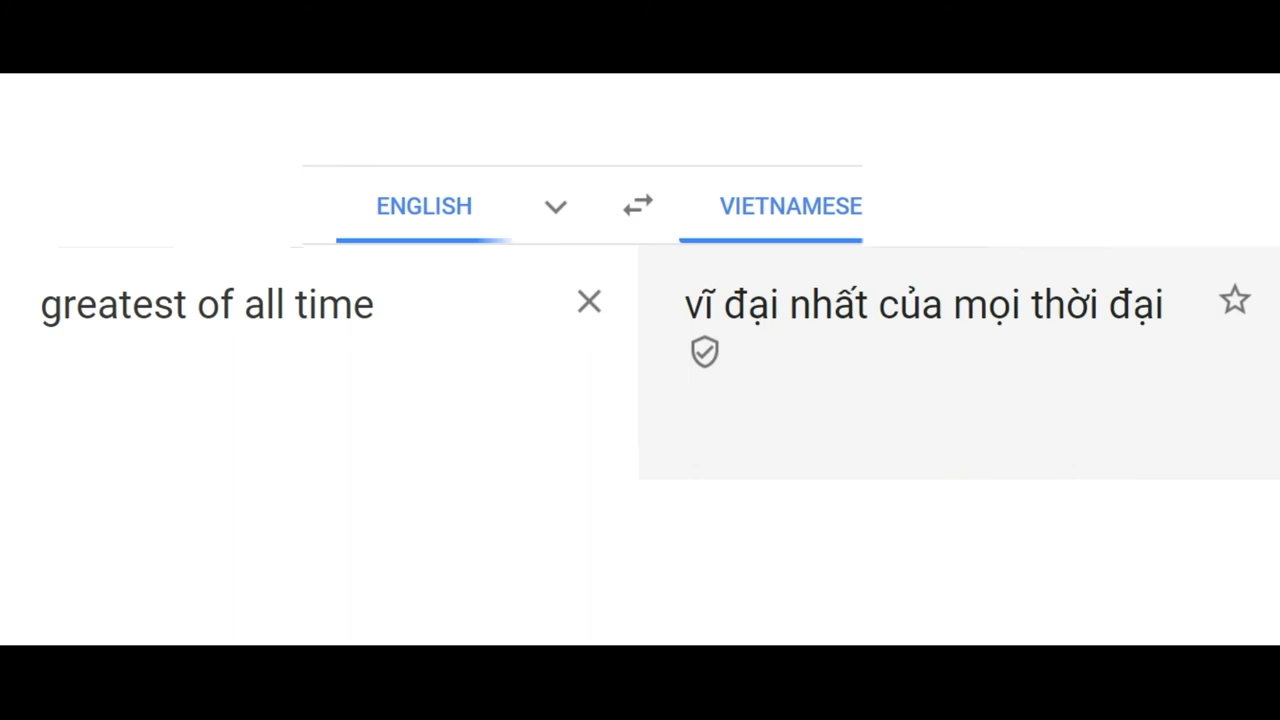 ENGLISH VIETNAMESE
greatest of all time
vĩ đại nhất của mọi thời đại